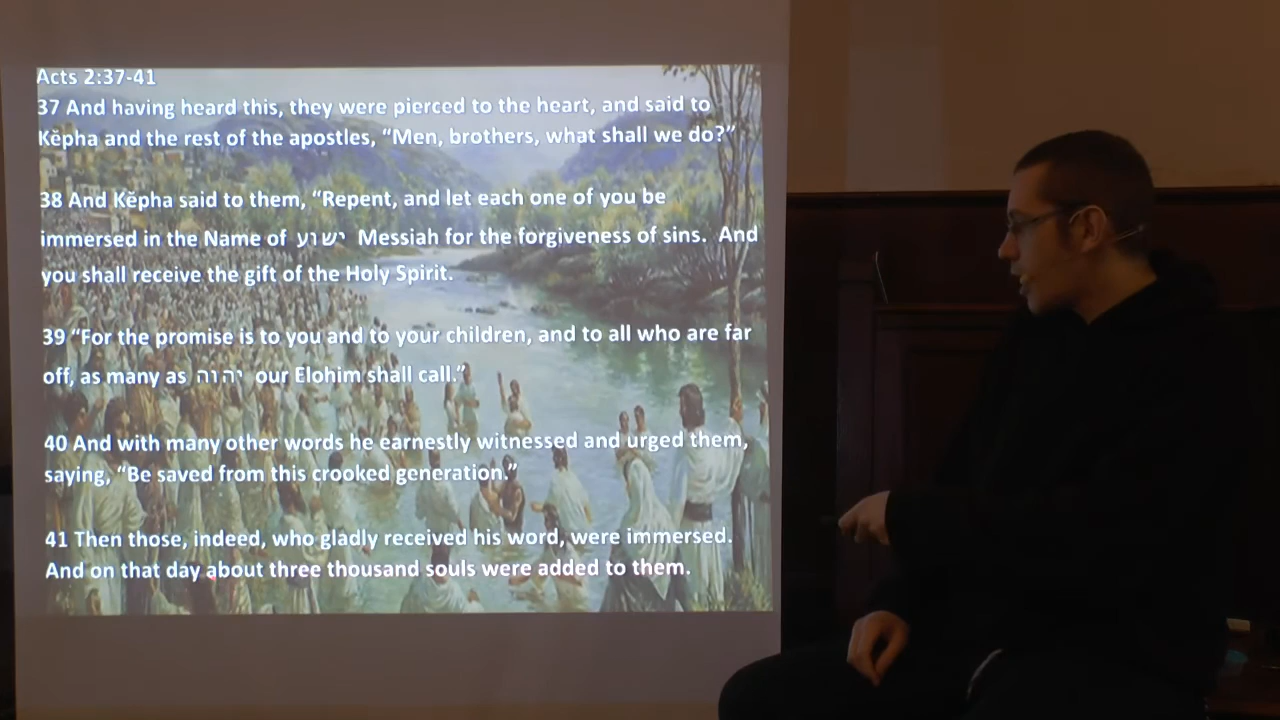 Acts 2:37-41
37 And having heard this, they were pierced to the heart, and said to
Kĕpha and the rest of the apostles, “Men, brothers, what shall we do?”
38 And Kĕpha said to them, “Repent, and let each one of you be
immersed in the Name of ישוע Messiah for the forgiveness of sins. And
you shall receive the gift of the Holy Spirit.
39 “For the promise is to you and to your children, and to all who are far
off, as many as יהוה our Elohim shall call.”
40 And with many other words he earnestly witnessed and urged them,
saying, “Be saved from this crooked generation.”
41 Then those, indeed, who gladly received his word, were immersed.
And on that day about three thousand souls were added to them.